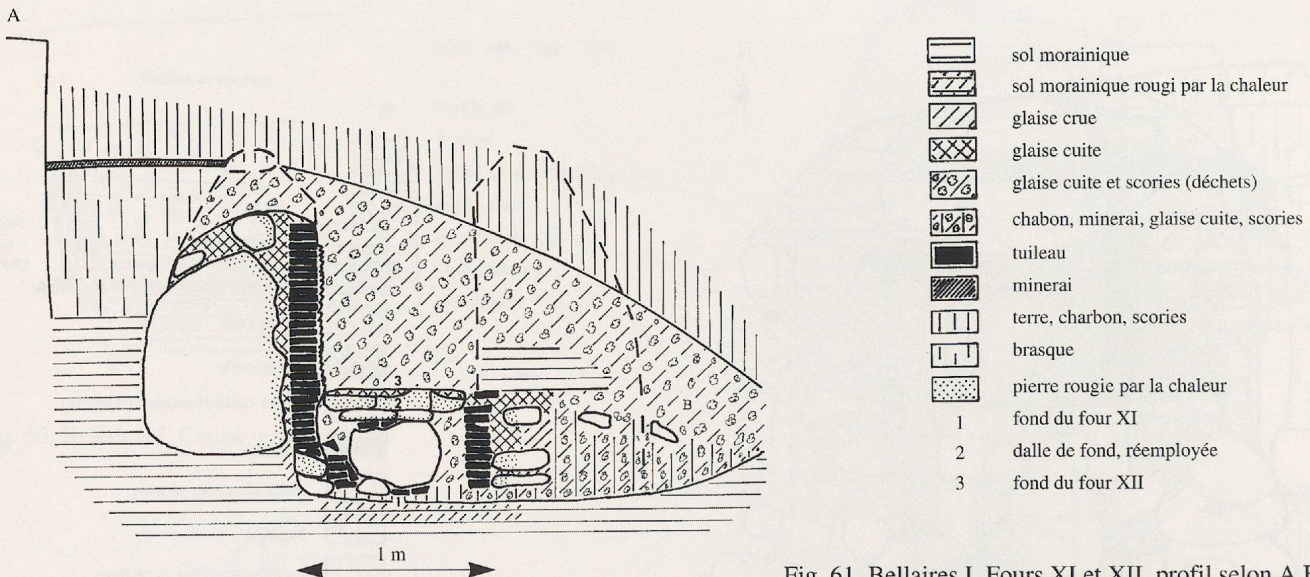 A
sol morainique
sol morainique rougi par la chaleur
glaise crue
glaise cuite
glaise cuite et scories (déchets)
chabon, minerai, glaise cuite, scories
tuileau
minerai
terre, charbon, scories
brasque
pierre rougie par la chaleur
1 fond du four XI
2 dalle de fond, réemployée
3 fond du four XII
3
2
B
1
1 m
Fig. 61. Bellaires I. Fours XI et XII, profil selon A B